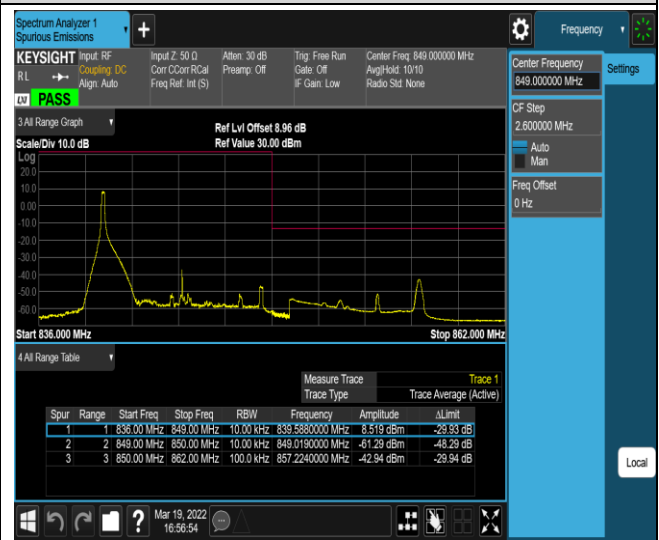 Spectrum Analyzer 1
Spurious Emissions
Frequency
KEYSIGHT Input: RF Input Z: 50 Ω Atten: 30 dB Trig: Free Run Center Freq: 849.000000 MHz
R L Coupling: DC Corr CCorr RCal Preamp: Off Gate: Off Avg|Hold: 10/10
Align: Auto Freq Ref: Int (S) IF Gain: Low Radio Std: None
LXI PASS
Center Frequency
849.000000 MHz
Settings
CF Step
2.600000 MHz
Auto
Man
Freq Offset
0 Hz
3 All Range Graph
Ref Lvl Offset 8.96 dB
Scale/Div 10.0 dB Ref Value 30.00 dBm
Log
20.0
10.0
0.00
-10.0
-20.0
-30.0
-40.0
-50.0
-60.0
Start 836.000 MHz Stop 862.000 MHz
4 All Range Table
Measure Trace Trace 1
Trace Type Trace Average (Active)
Spur Range Start Freq Stop Freq RBW Frequency Amplitude ΔLimit
1 1 836.00 MHz 849.00 MHz 10.00 kHz 839.5880000 MHz 8.519 dBm -29.93 dB
2 2 849.00 MHz 850.00 MHz 10.00 kHz 849.0190000 MHz -61.29 dBm -48.29 dB
3 3 850.00 MHz 862.00 MHz 100.0 kHz 857.2240000 MHz -42.94 dBm -29.94 dB
Local
Mar 19, 2022
16:56:54